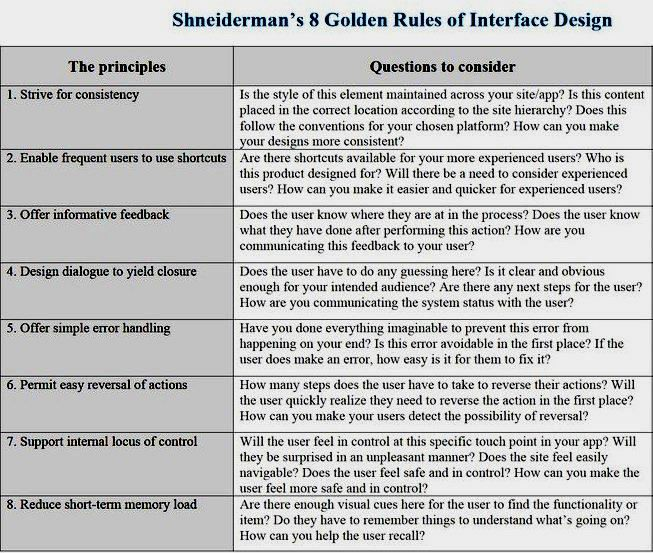 Shneiderman's 8 Golden Rules of Interface Design
The principles
Questions to consider
1. Strive for consistency
Is the style of this element maintained across your site/app? Is this content
placed in the correct location according to the site hierarchy? Does this
follow the conventions for your chosen platform? How can you make
your designs more consistent?
2. Enable frequent users to use shortcuts
Are there shortcuts available for your more experienced users? Who is
this product designed for? Will there be a need to consider experienced
users? How can you make it easier and quicker for experienced users?
3. Offer informative feedback
Does the user know where they are at in the process? Does the user know
what they have done after performing this action? How are you
communicating this feedback to your user?
4. Design dialogue to yield closure
Does the user have to do any guessing here? Is it clear and obvious
enough for your intended audience? Are there any next steps for the user?
How are you communicating the system status with the user?
5. Offer simple error handling
Have you done everything imaginable to prevent this error from
happening on your end? Is this error avoidable in the first place? If the
user does make an error, how easy is it for them to fix it?
6. Permit easy reversal of actions
How many steps does the user have to take to reverse their actions? Will
the user quickly realize they need to reverse the action in the first place?
How can you make your users detect the possibility of reversal?
7. Support internal locus of control
Will the user feel in control at this specific touch point in your app? Will
they be surprised in an unpleasant manner? Does the site feel easily
navigable? Does the user feel safe and in control? How can you make the
user feel more safe and in control?
8. Reduce short-term memory load
Are there enough visual cues here for the user to find the functionality or
item? Do they have to remember things to understand what's going on?
How can you help the user recall?